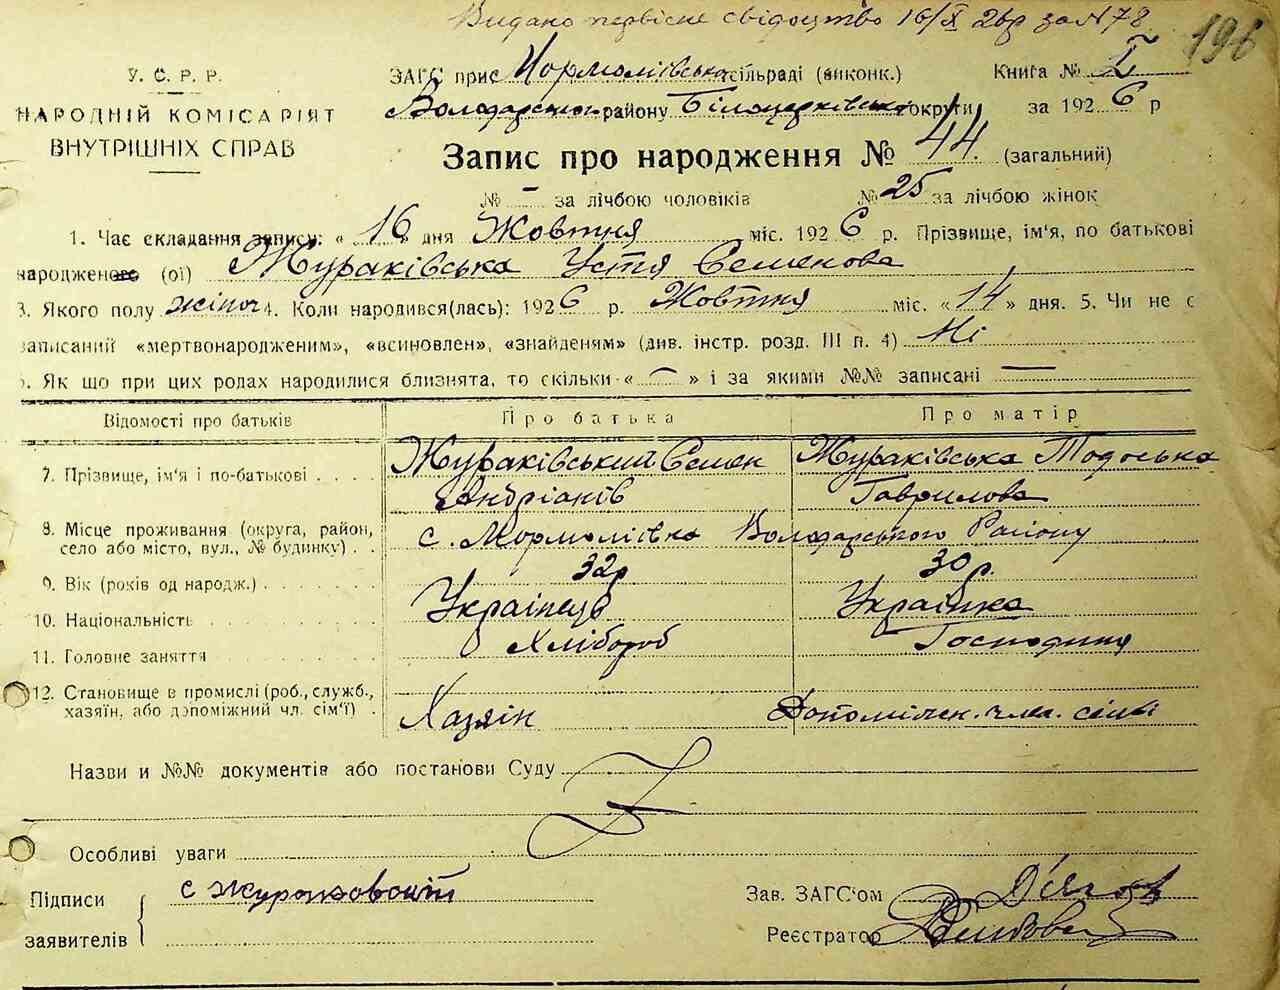 Видано первісне свідоцтво 16/X 26р за №78
196
У.С.Р.Р.
НАРОДНІЙ КОМІСАРІЯТ
ВНУТРІШНІХ СПРАВ
ЗАГС при сільраді (виконк.) Книга № I
Володарського району Білоцерківської округи за 1926 р
Запис про народження № 44. (загальний)
№ – за лічбою чоловіків № 25 за лічбою жінок
1. Час складання запису: « 16 » дня Жовтня міс. 1926 р. Прізвище, ім'я, по батькові
народженого (ої) Жураківська Устя Семенова
3. Якого полу жіноч 4. Коли народився(лась): 1926 р. Жовтня міс. « 14 » дня. 5. Чи не є
записаний «мертвонародженим», «всиновлен», «знайденям» (див. інстр. розд. III п. 4) Ні
6. Як що при цих родах народилися близнята, то скільки « — » і за якими №№ записані —
Відомості про батьків Про батька Про матір
7. Прізвище, ім'я і по-батькові . . . . Жураківський Семен Жураківська Тодоська
Андріаків Гаврилова
8. Місце проживання (округа, район,
село або місто, вул., № будинку) . . с. Мормоліївка Володарського Району
9. Вік (років од народж.) 32р 30р.
10. Національність Українець Українка
11. Головне заняття Хлібороб Господиня
12. Становище в промислі (роб., служб.,
хазяїн, або допоміжний чл. сім'ї) . Хазяін Допоміжн. член. сімьі
Назви и №№ документів або постанови Суду
Особливі уваги
Підписи
заявителів
Зав. ЗАГС'ом
Реєстратор